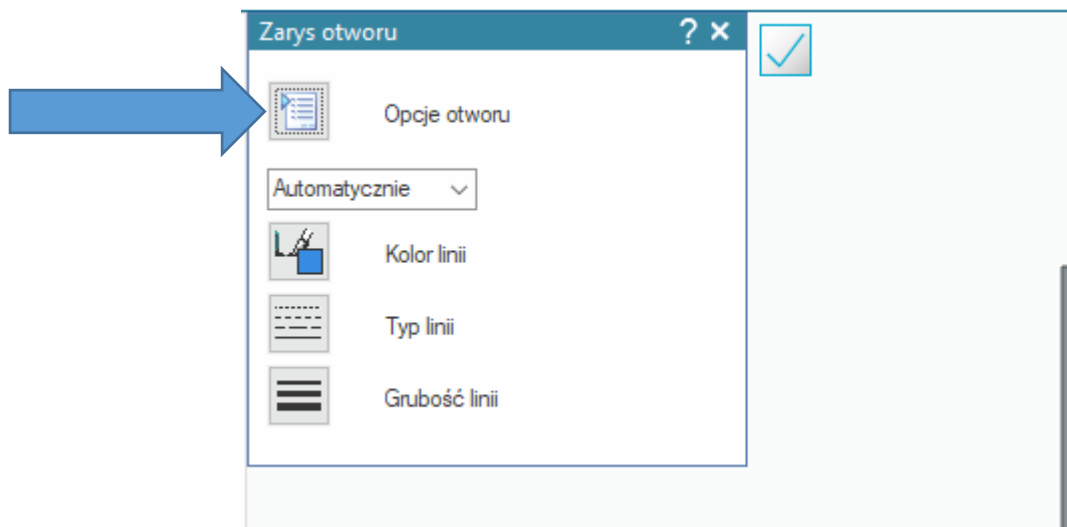 Zarys otworu ?
Opcje otworu
Automatycznie
Kolor linii
Typ linii
Grubość linii